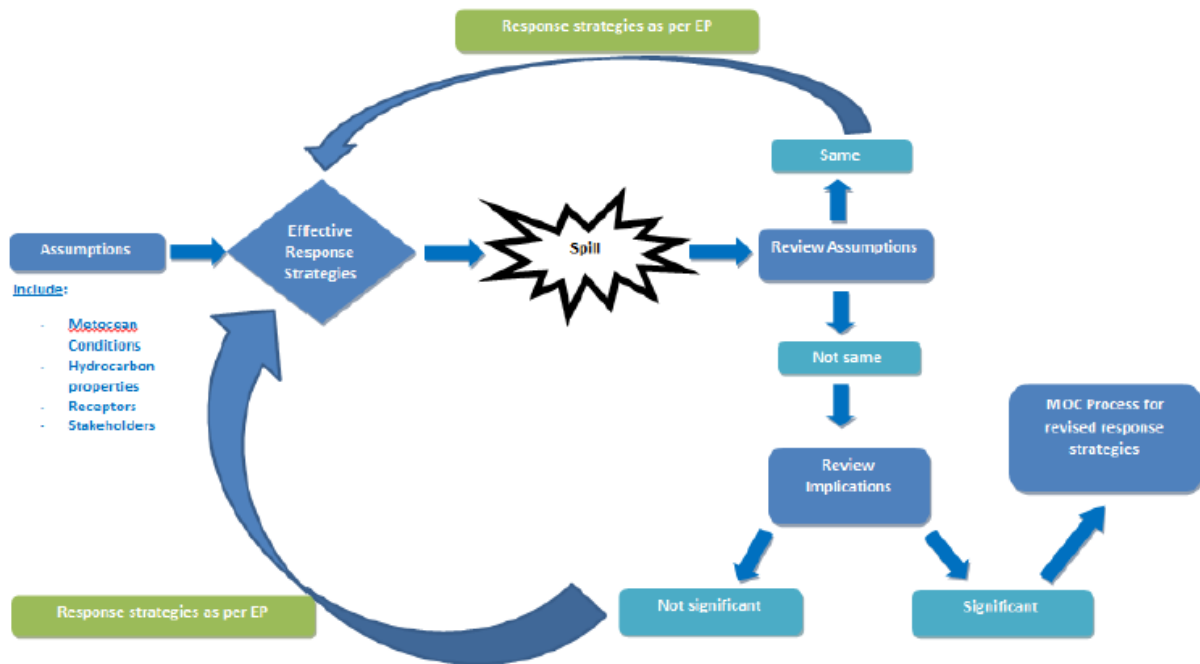 Response strategies as per EP
Same
Assumptions
Effective
Response
Strategies
Spill
Review Assumptions
Include:
- Metocean
Conditions
- Hydrocarbon
properties
- Receptors
- Stakeholders
Not same
MOC Process for
revised response
strategies
Review
Implications
Response strategies as per EP
Not significant
Significant